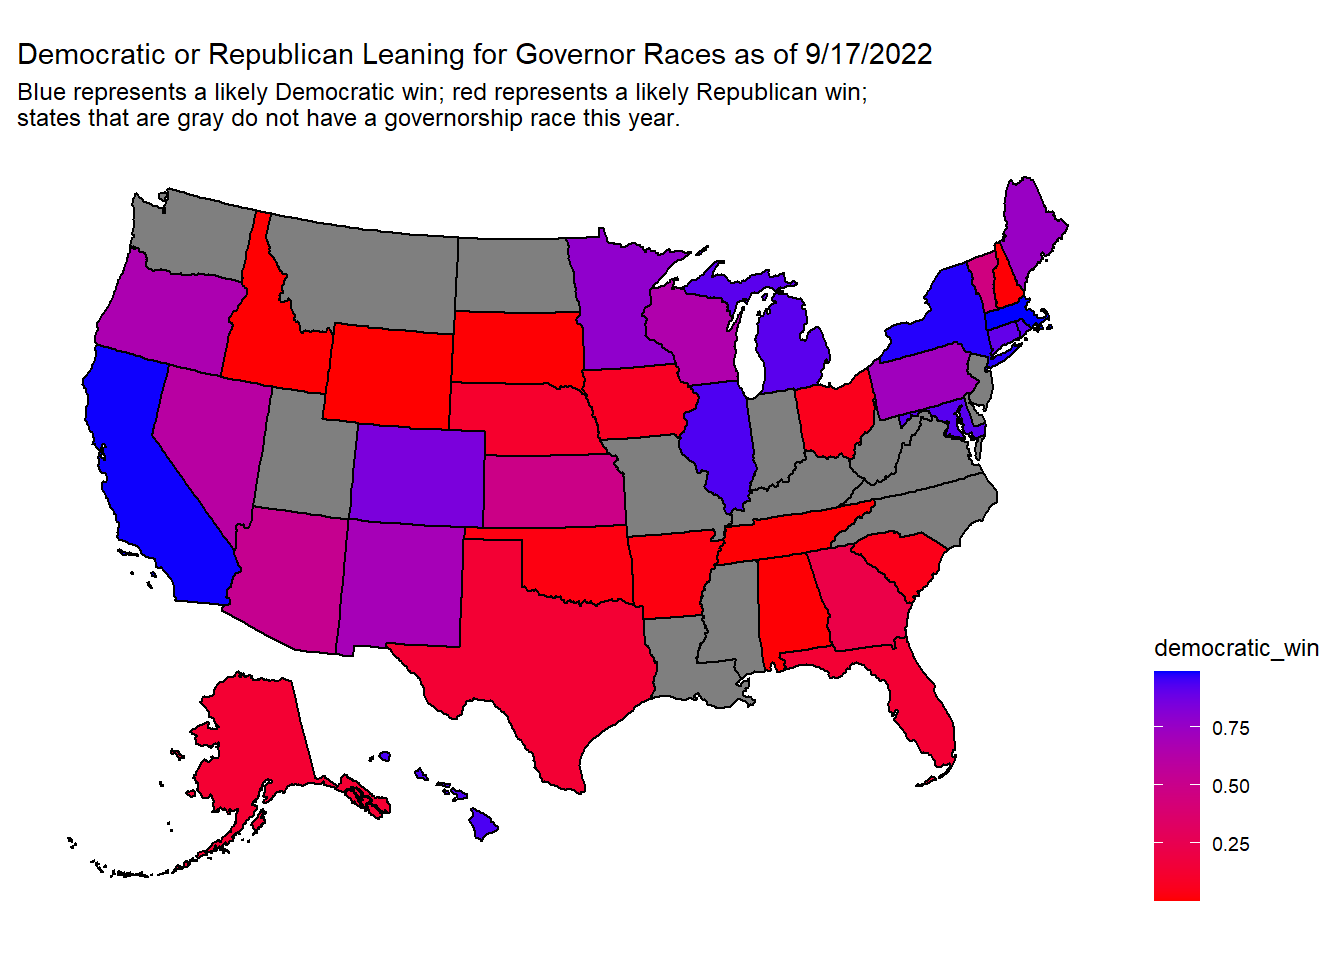 Democratic or Republican Leaning for Governor Races as of 9/17/2022
Blue represents a likely Democratic win; red represents a likely Republican win;
states that are gray do not have a governorship race this year.
democratic_win
0.75
0.50
0.25